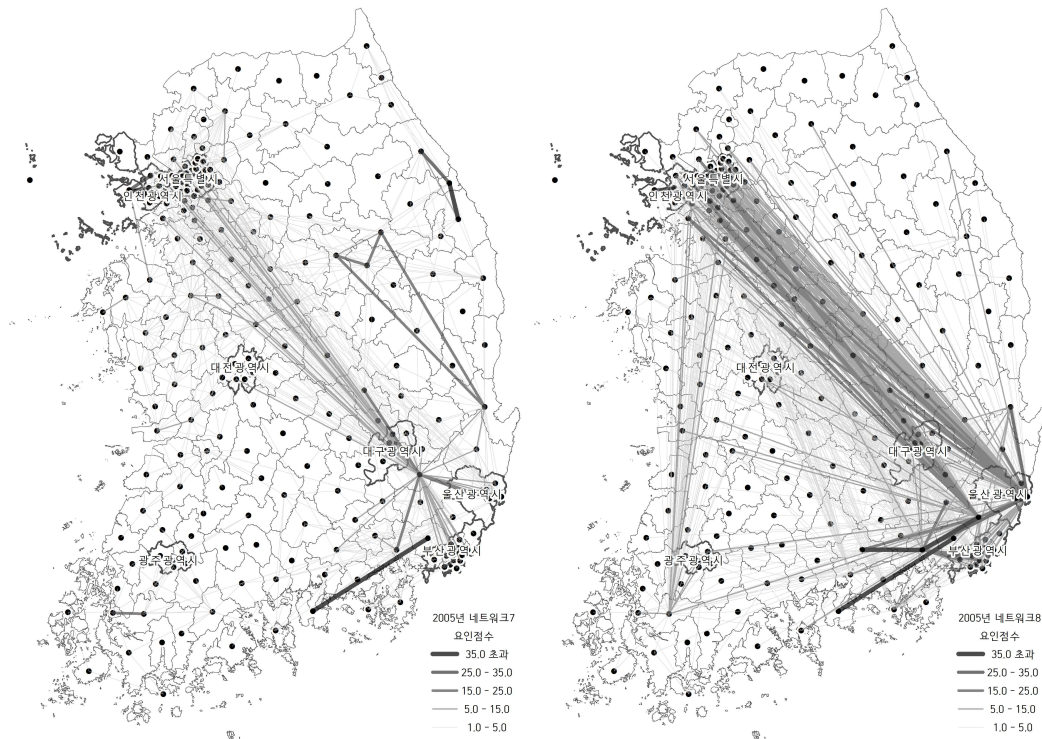 서울특별시
인천광역시
대전광역시
대구광역시
울산광역시
부산광역시
광주광역시
2005년 네트워크7
요인점수
35.0 초과
25.0 - 35.0
15.0 - 25.0
5.0 - 15.0
1.0 - 5.0
서울특별시
인천광역시
대전광역시
대구광역시
울산광역시
부산광역시
광주광역시
2005년 네트워크8
요인점수
35.0 초과
25.0 - 35.0
15.0 - 25.0
5.0 - 15.0
1.0 - 5.0